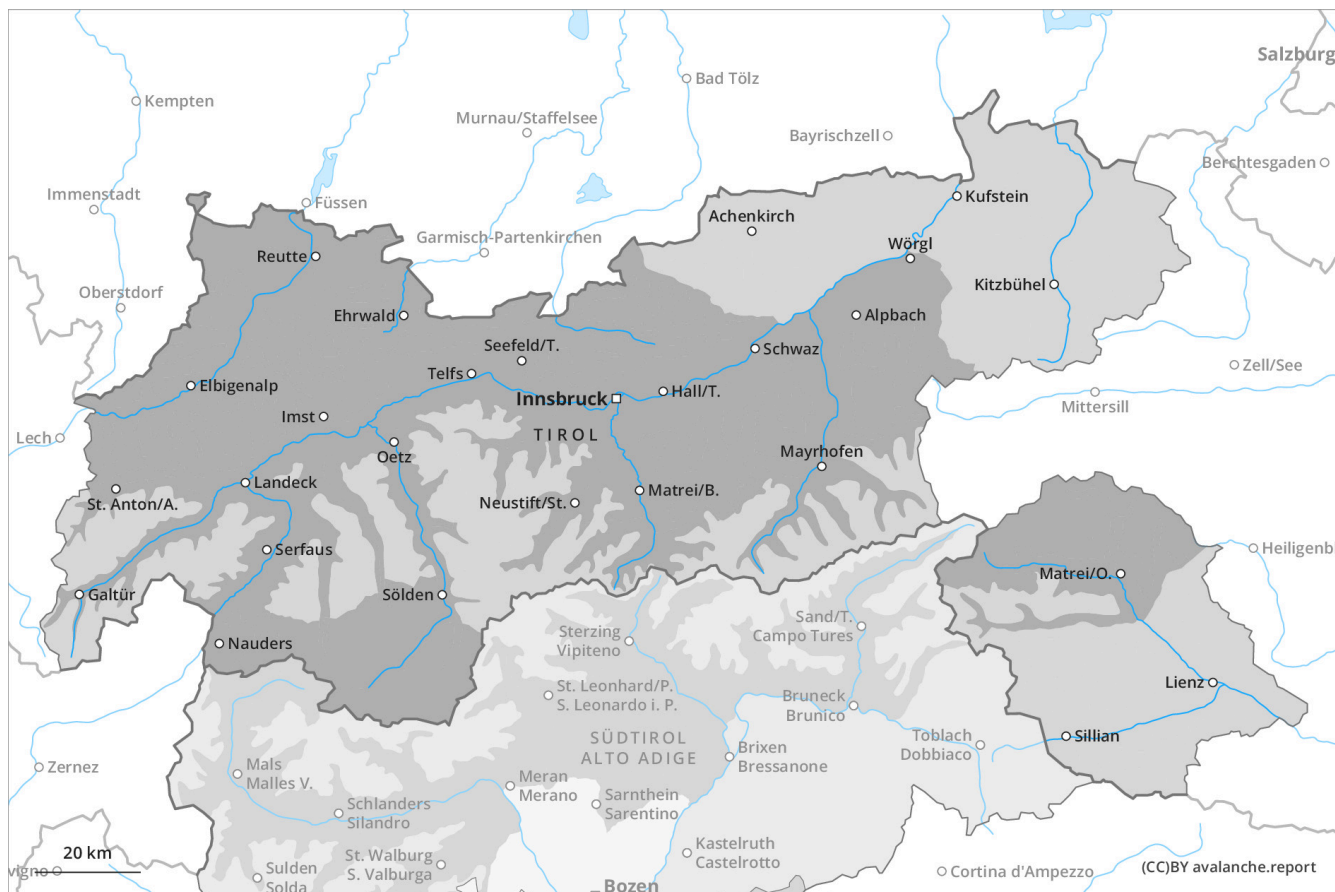 Salzburg
Bad Tölz
Kempten
Murnau/Staffelsee
Bayrischzell
Berchtesgaden
Immenstadt
Füssen
Kufstein
Achenkirch
Garmisch-Partenkirchen
Wörgl
Reutte
Kitzbühel
Oberstdorf
Ehrwald
Alpbach
Seefeld/T.
Schwaz
Zell/See
Telfs
Elbigenalp
Hall/T.
Innsbruck
Mittersill
Imst
TIROL
Lech
Oetz
Mayrhofen
Landeck
Matrei/B.
St. Anton/A.
Neustift/St.
Serfaus
Heiligenb
Matrei/O.
Galtür
Sölden
Sand/T.
Campo Tures
Sterzing
Vipiteno
Nauders
Lienz
St. Leonhard/P.
S. Leonardo i. P.
Bruneck
Brunico
SÜDTIROL
ALTO ADIGE
Toblach
Dobbiaco
Sillian
Brixen
Bressanone
Zernez
Mals
Malles V.
Meran
Merano
Sarnthein
Sarentino
Schlanders
Silandro
Kastelruth
Castelrotto
20 km
vigno
St. Walburg
S. Valburga
Sulden
Solda
Cortina d'Ampezzo
(CC)BY avalanche.report
Bozen